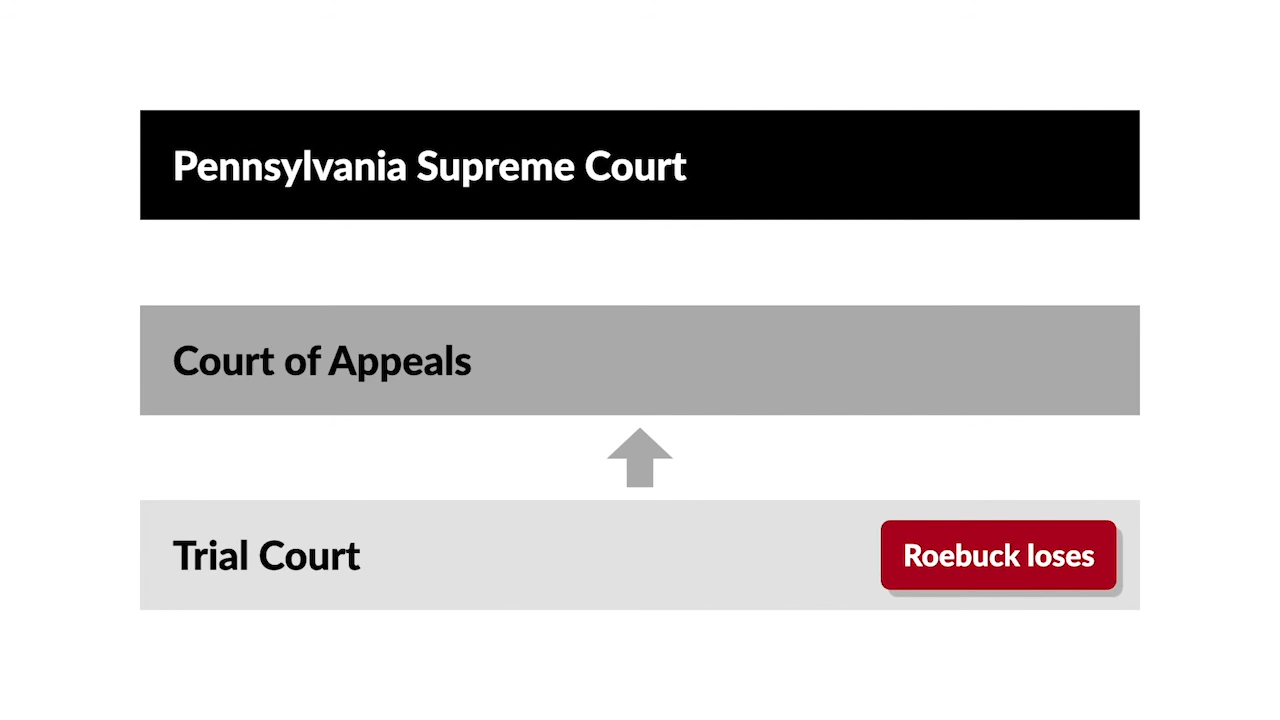 Pennsylvania Supreme Court
Court of Appeals
Trial Court
Roebuck loses